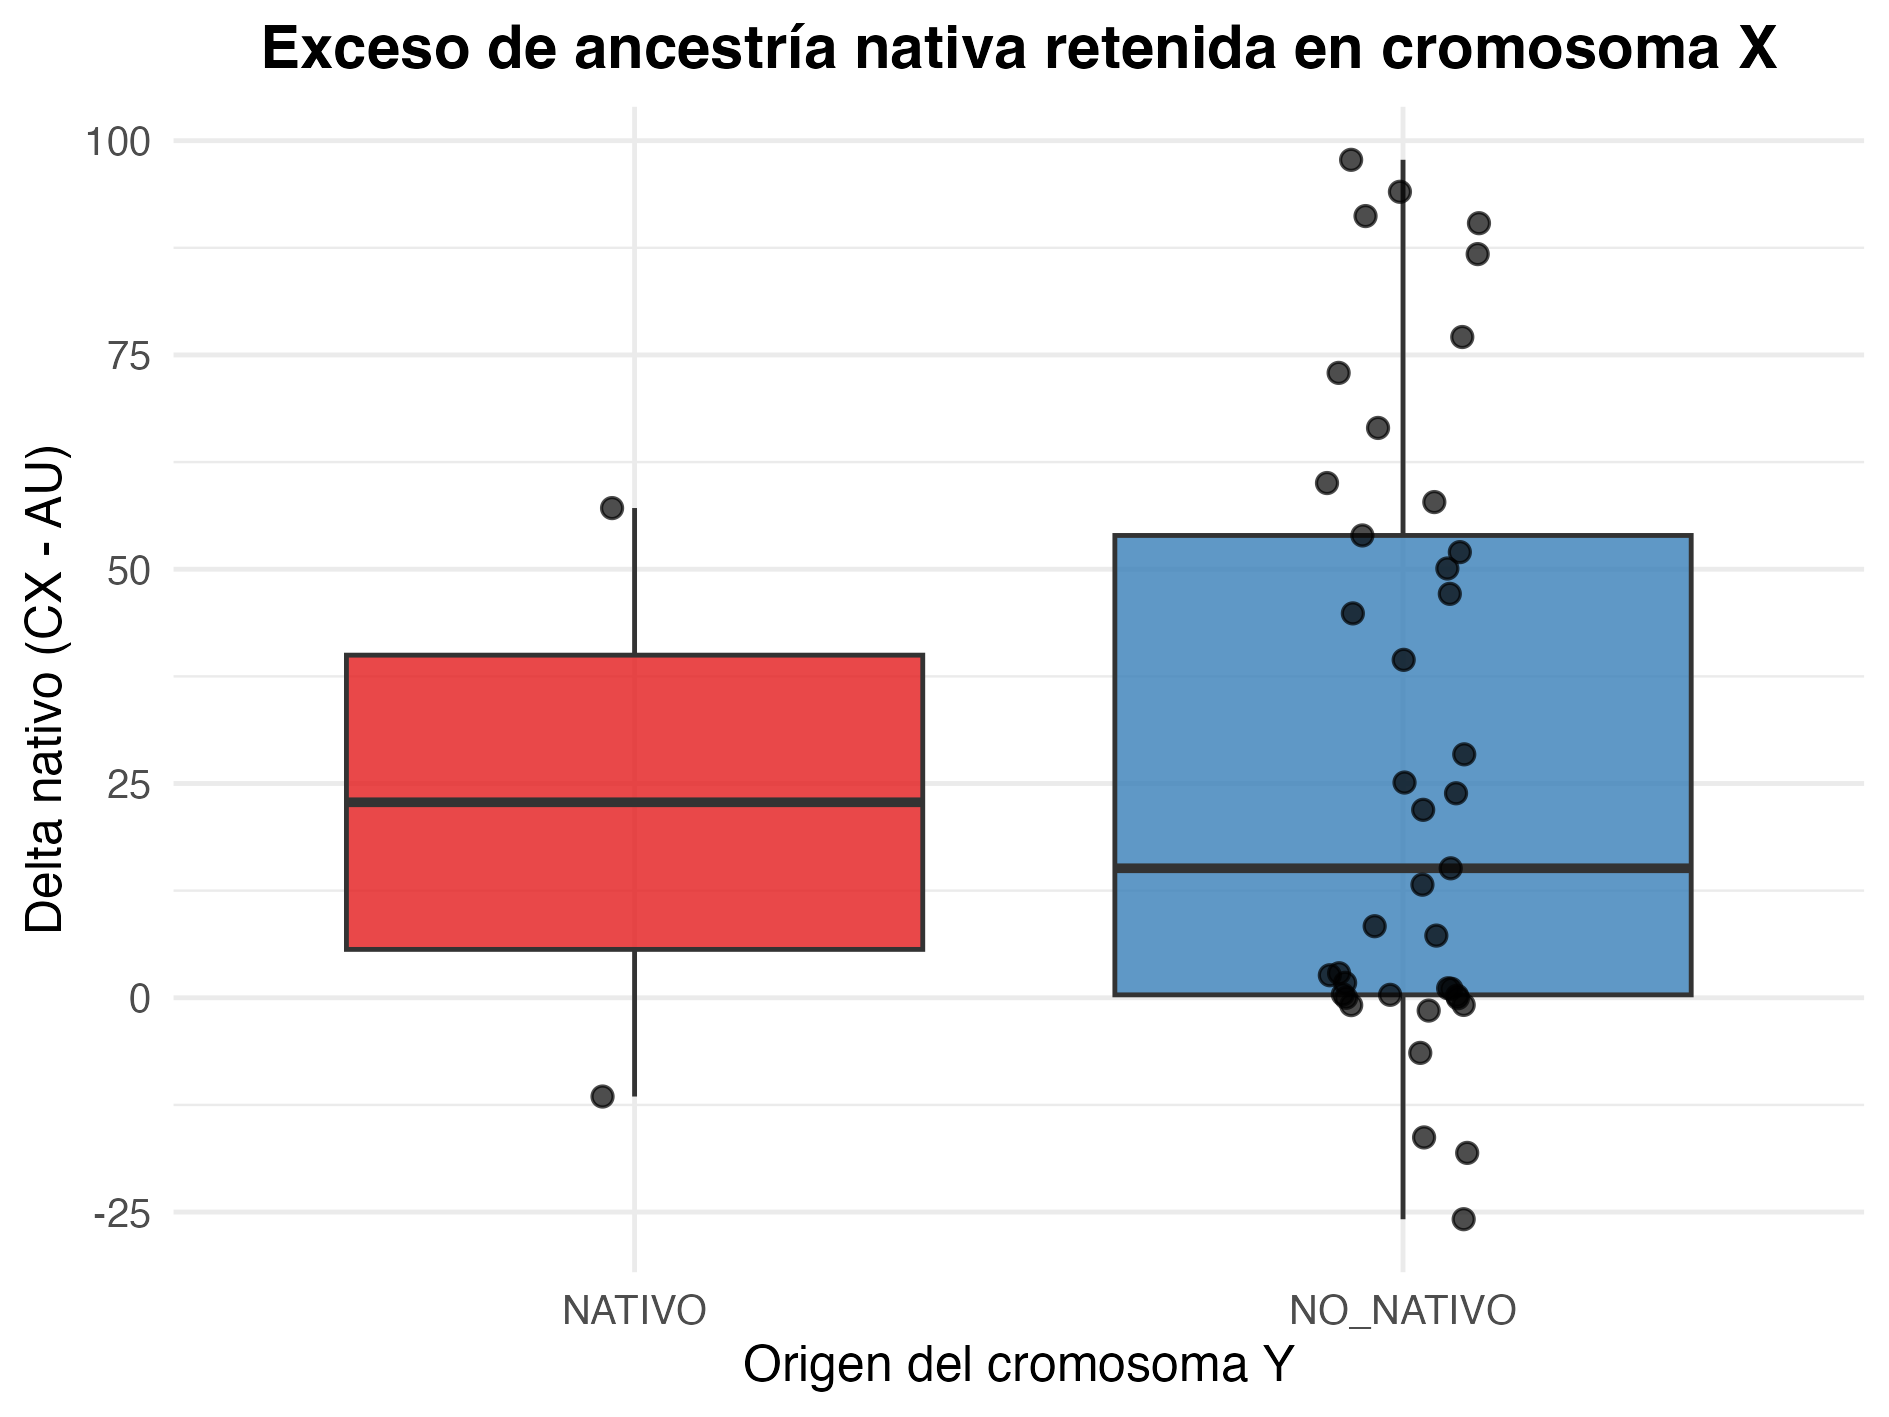 Exceso de ancestría nativa retenida en cromosoma X
Delta nativo (CX - AU)
100
75
50
25
0
-25
NATIVO
NO_NATIVO
Origen del cromosoma Y